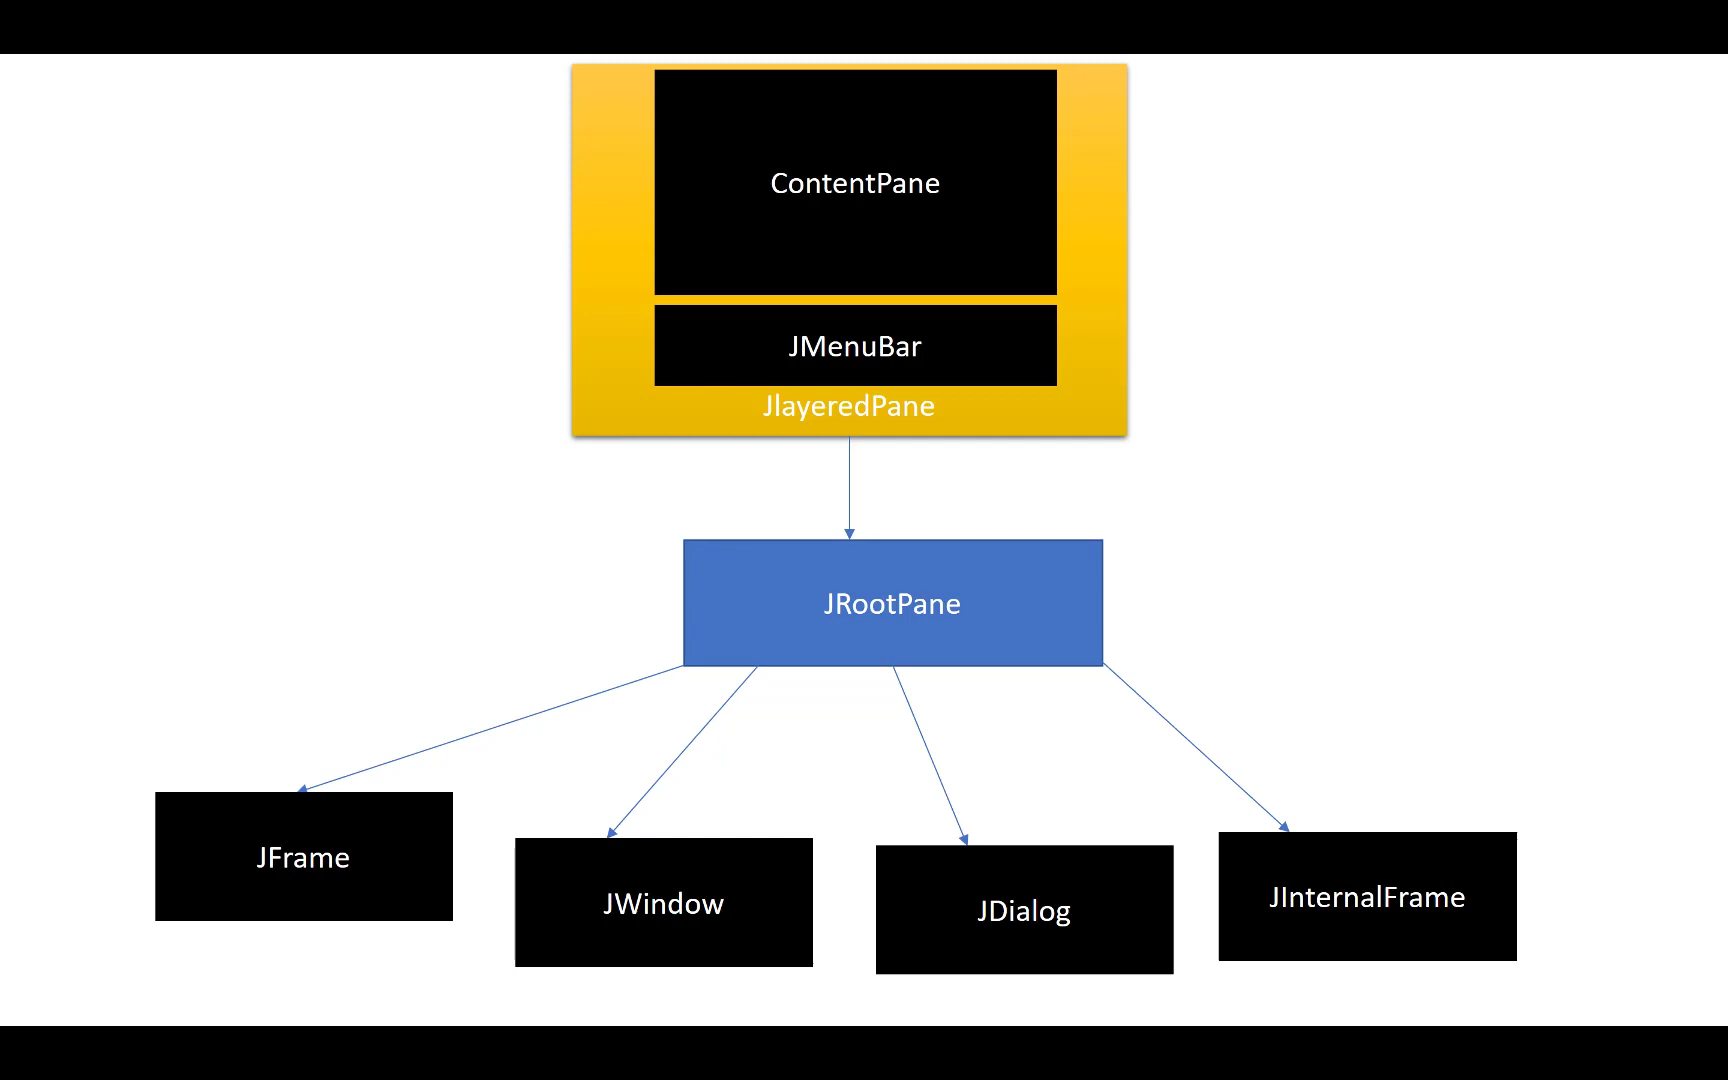 ContentPane
JMenuBar
JlayeredPane
JRootPane
JFrame
JWindow
JDialog
JInternalFrame